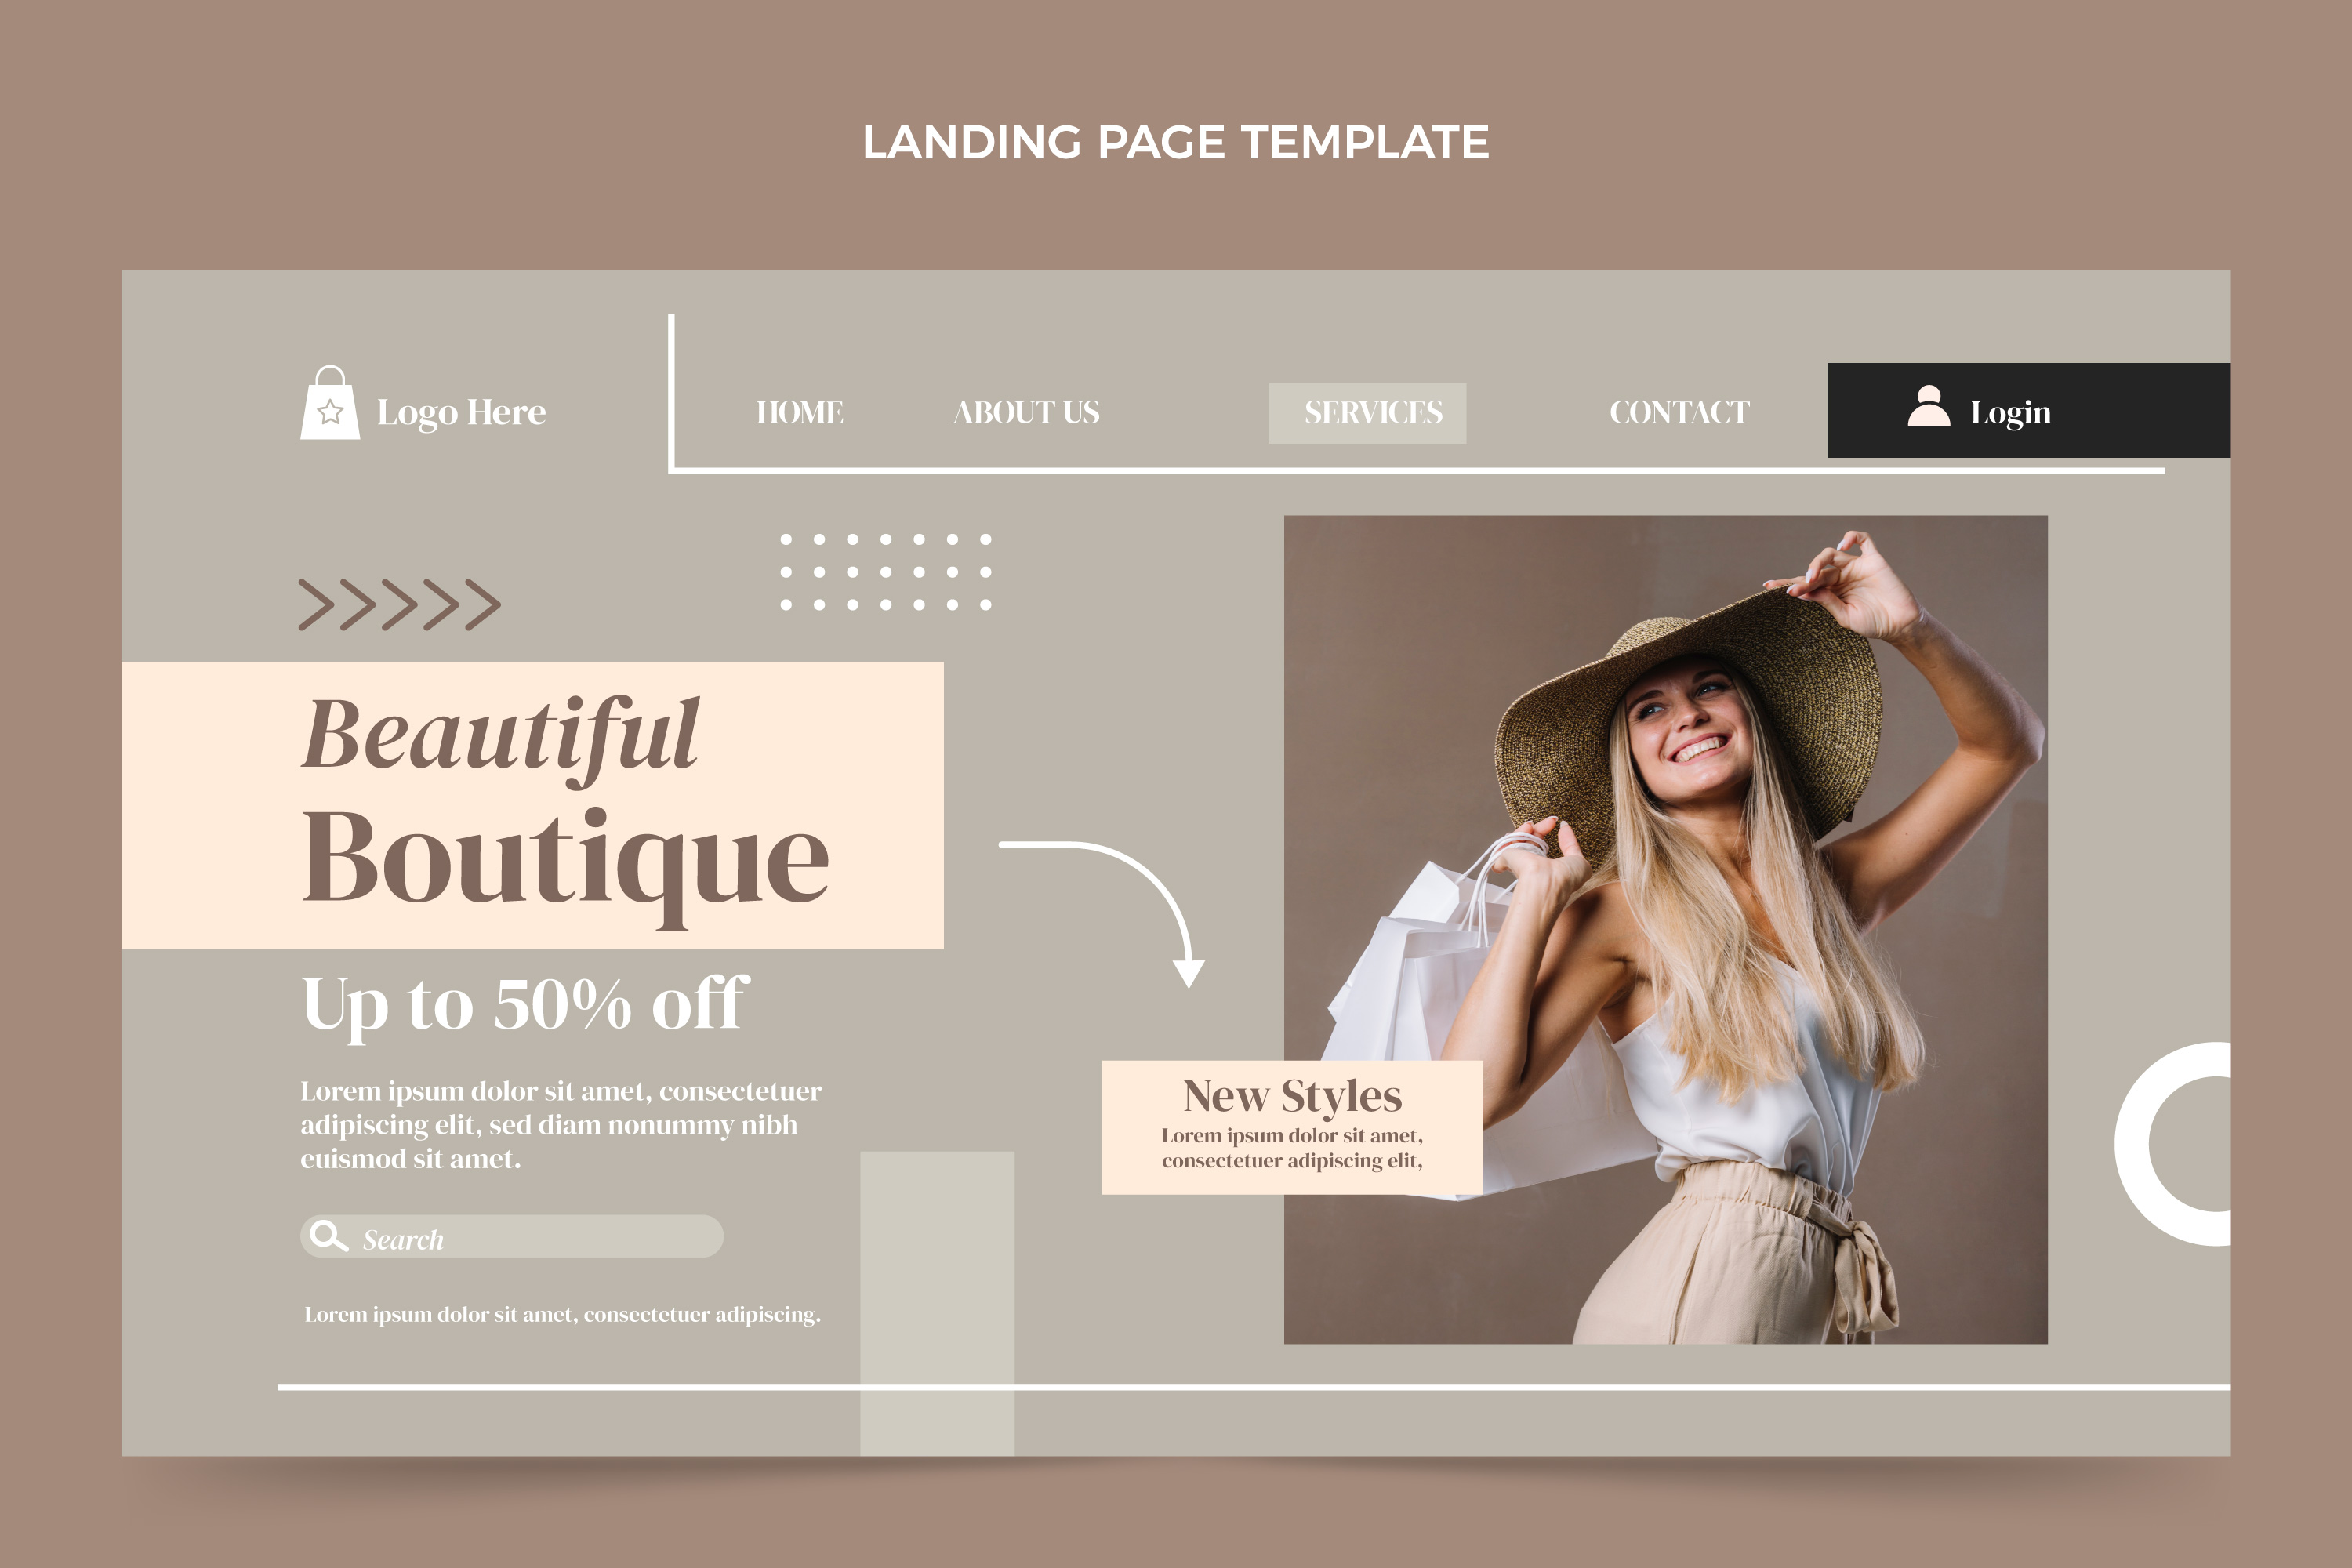 LANDING PAGE TEMPLATE
Logo Here
HOME
ABOUT US
SERVICES
CONTACT
Login
Beautiful
Boutique
Up to 50% off
Lorem ipsum dolor sit amet, consectetuer
adipiscing elit, sed diam nonummy nibh
euismod sit amet.
Search
Lorem ipsum dolor sit amet, consectetuer adipiscing.
New Styles
Lorem ipsum dolor sit amet,
consectetuer adipiscing elit,